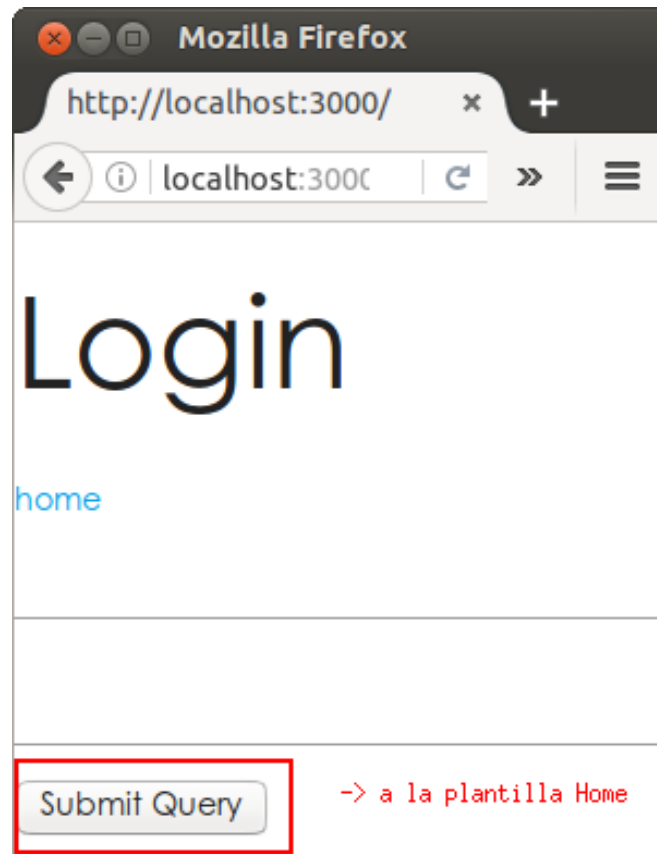 Mozilla Firefox
http://localhost:3000/
localhost:300
Login
home
Submit Query
-> a la plantilla Home